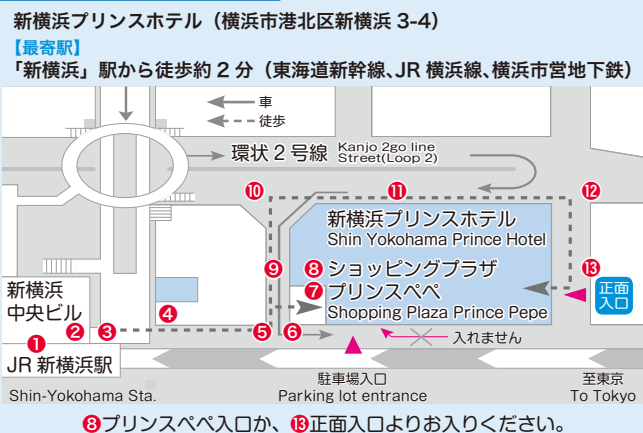 新横浜プリンスホテル（横浜市港北区新横浜 3-4）
【最寄駅】
「新横浜」駅から徒歩約 2 分（東海道新幹線、JR 横浜線、横浜市営地下鉄）
車
徒歩
環状 2 号線 Kanjo 2go line
Street(Loop 2)
⑩
⑪
⑫
新横浜プリンスホテル
Shin Yokohama Prince Hotel
⑨
⑧ ショッピングプラザ
⑦ プリンスペペ
Shopping Plaza Prince Pepe
⑬
正面
入口
新横浜
中央ビル
④
② ③
⑤ ⑥
入れません
①
JR 新横浜駅
Shin-Yokohama Sta.
駐車場入口
Parking lot entrance
至東京
To Tokyo
⑧プリンスペペ入口か、⑬正面入口よりお入りください。